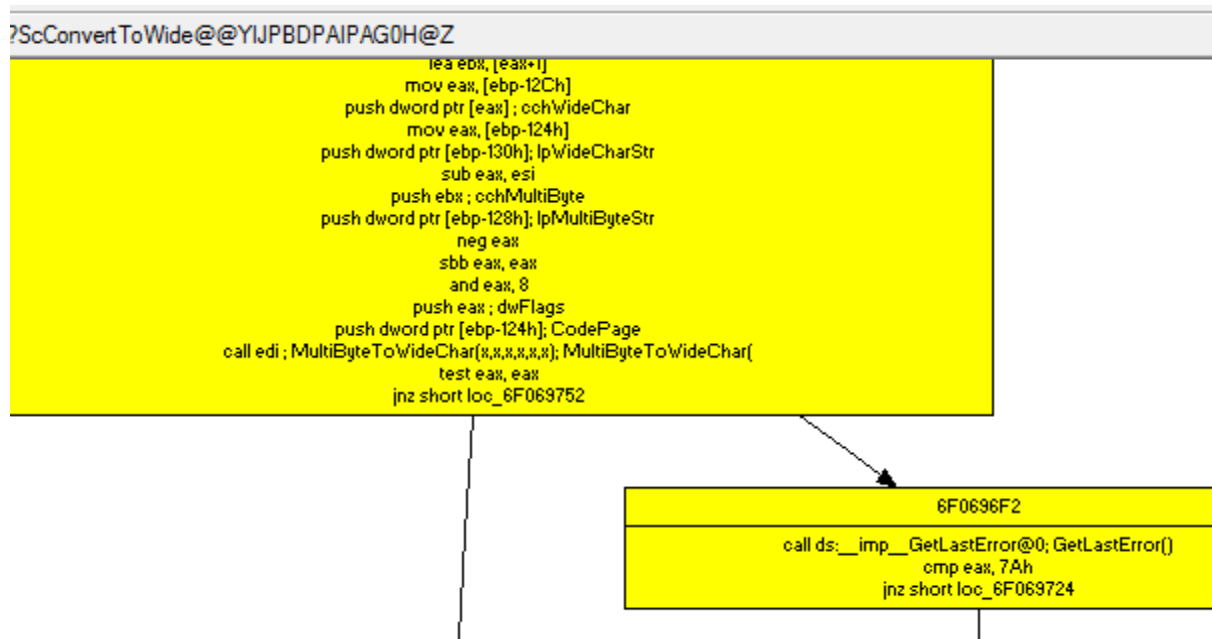 ?ScConvertToWide@@YIJPBDPAIPAG0H@Z
lea ebx, [eax+1]
mov eax, [ebp-12Ch]
push dword ptr [eax] ; cchWideChar
mov eax, [ebp-124h]
push dword ptr [ebp-130h]; lpWideCharStr
sub eax, esi
push ebx ; cchMultiByte
push dword ptr [ebp-128h]; lpMultiByteStr
neg eax
sbb eax, eax
and eax, 8
push eax ; dwFlags
push dword ptr [ebp-124h]; CodePage
call edi ; MultiByteToWideChar(x,x,x,x,x,x); MultiByteToWideChar(
test eax, eax
jnz short loc_6F069752
6F0696F2
call ds:__imp__GetLastError@0; GetLastError()
cmp eax, 7Ah
jnz short loc_6F069724